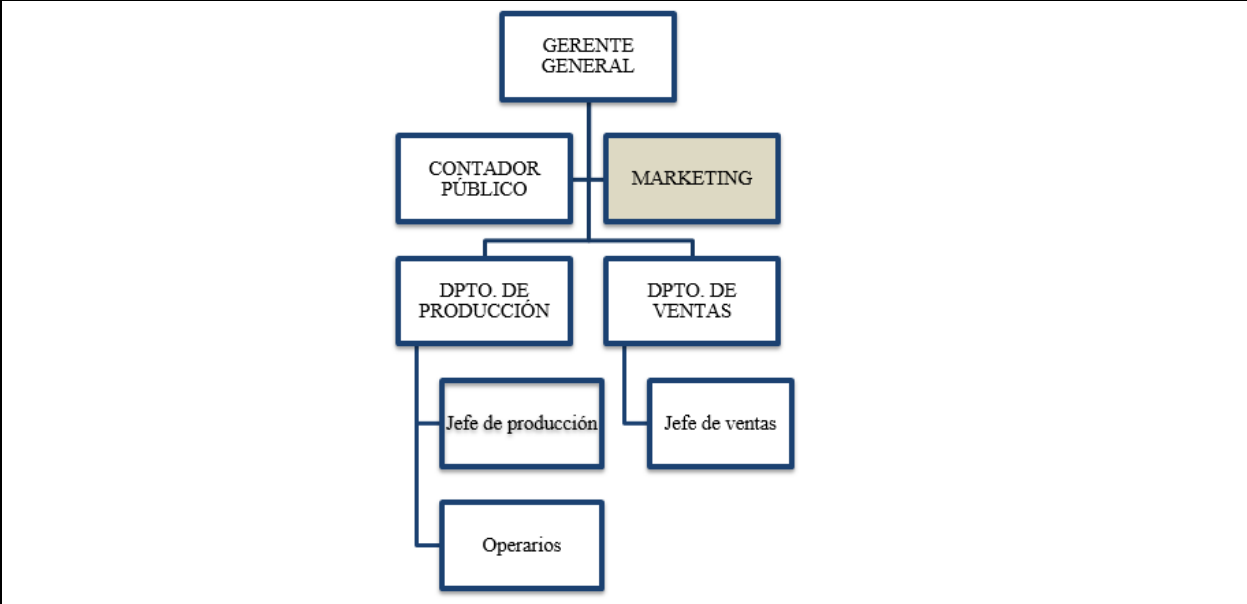 GERENTE
GENERAL
CONTADOR
PÚBLICO
MARKETING
DPTO. DE
PRODUCCIÓN
DPTO. DE
VENTAS
Jefe de producción
Jefe de ventas
Operarios